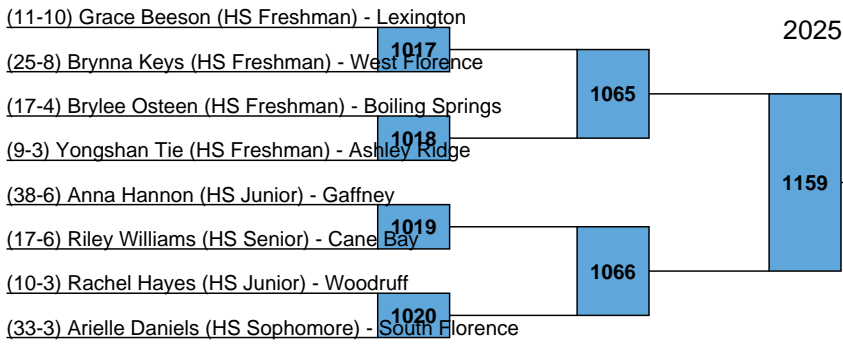 (11-10) Grace Beeson (HS Freshman) - Lexington
2025
1017
(25-8) Brynna Keys (HS Freshman) - West Florence
1065
(17-4) Brylee Osteen (HS Freshman) - Boiling Springs
1018
(9-3) Yongshan Tie (HS Freshman) - Ashley Ridge
1159
(38-6) Anna Hannon (HS Junior) - Gaffney
1019
(17-6) Riley Williams (HS Senior) - Cane Bay
1066
(10-3) Rachel Hayes (HS Junior) - Woodruff
1020
(33-3) Arielle Daniels (HS Sophomore) - South Florence